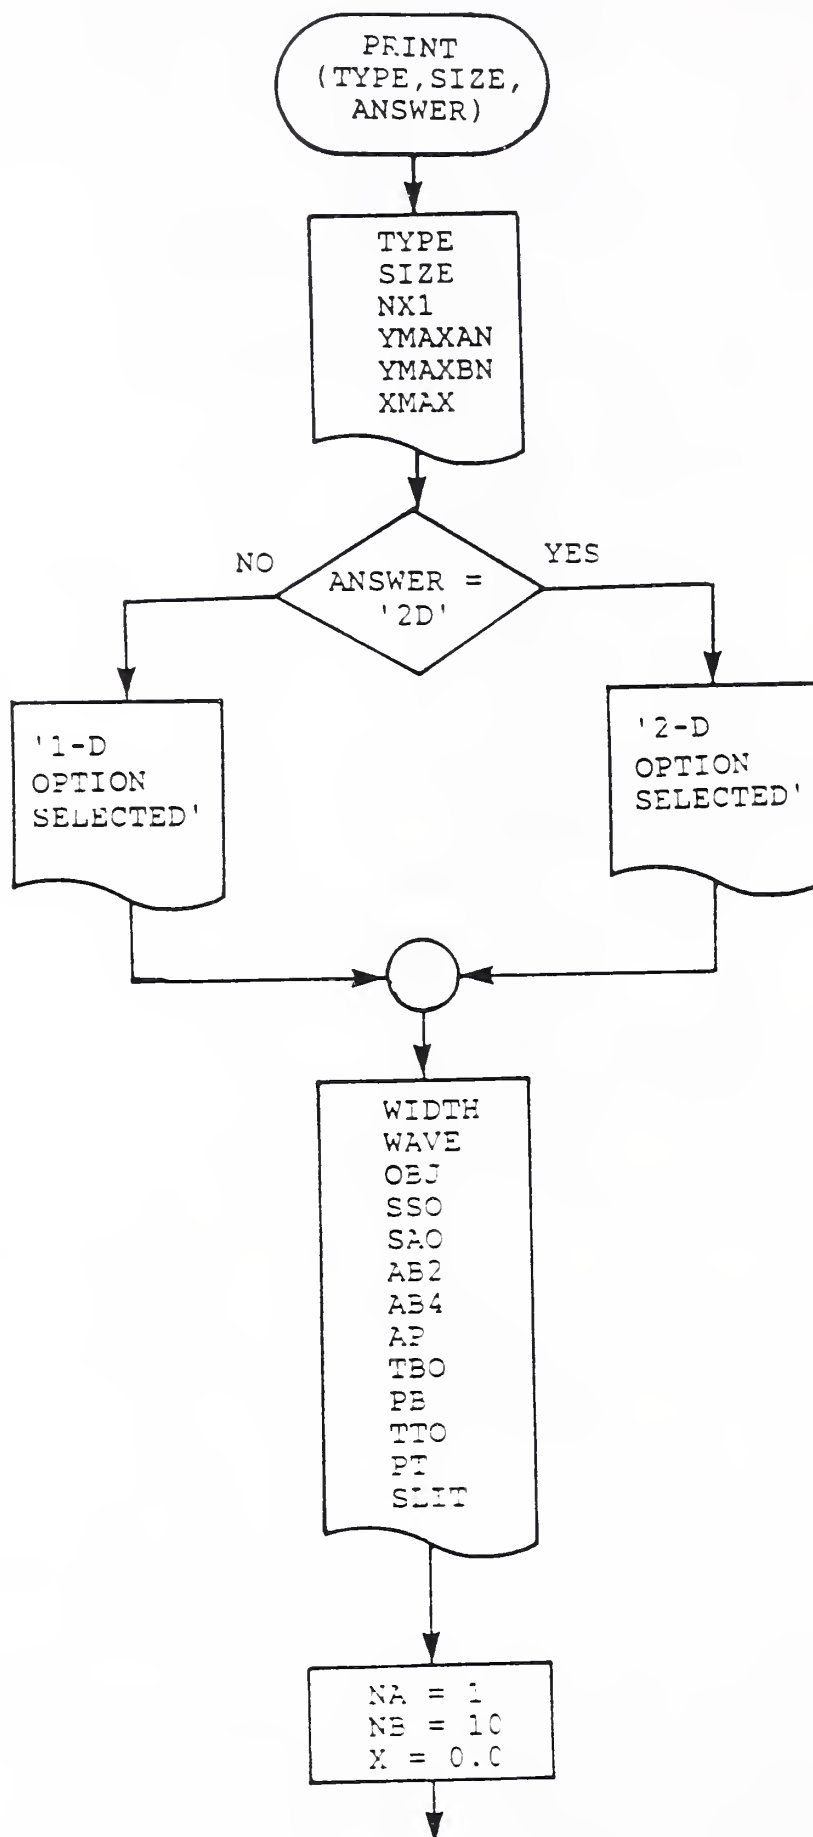 PRINT
(TYPE,SIZE,
ANSWER)
TYPE
SIZE
NX1
YMAXAN
YMAXBN
XMAX
NO
YES
ANSWER =
'2D'
'1-D
OPTION
SELECTED'
'2-D
OPTION
SELECTED'
WIDTH
WAVE
OBJ
SSO
SAO
AB2
AB4
AP
TBO
PB
TTO
PT
SLIT
NA = 1
NB = 10
X = 0.0